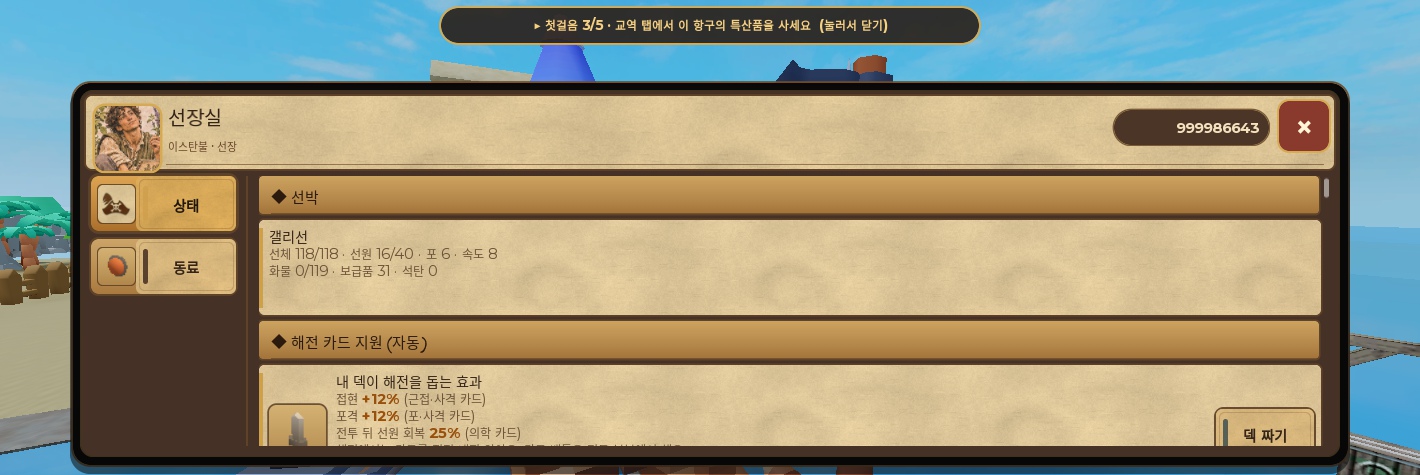 ▸ 첫걸음 3/5 · 교역 탭에서 이 항구의 특산품을 사세요 (눌러서 닫기)
선장실
이스탄불 · 선장
999986643
×
상태
동료
◆ 선박
갤리선
선체 118/118 · 선원 16/40 · 포 6 · 속도 8
화물 0/119 · 보급품 31 · 석탄 0
◆ 해전 카드 지원 (자동)
내 덱이 해전을 돕는 효과
접현 +12% (근접·사격 카드)
포격 +12% (포·사격 카드)
전투 뒤 선원 회복 25% (의학 카드)
덱 짜기